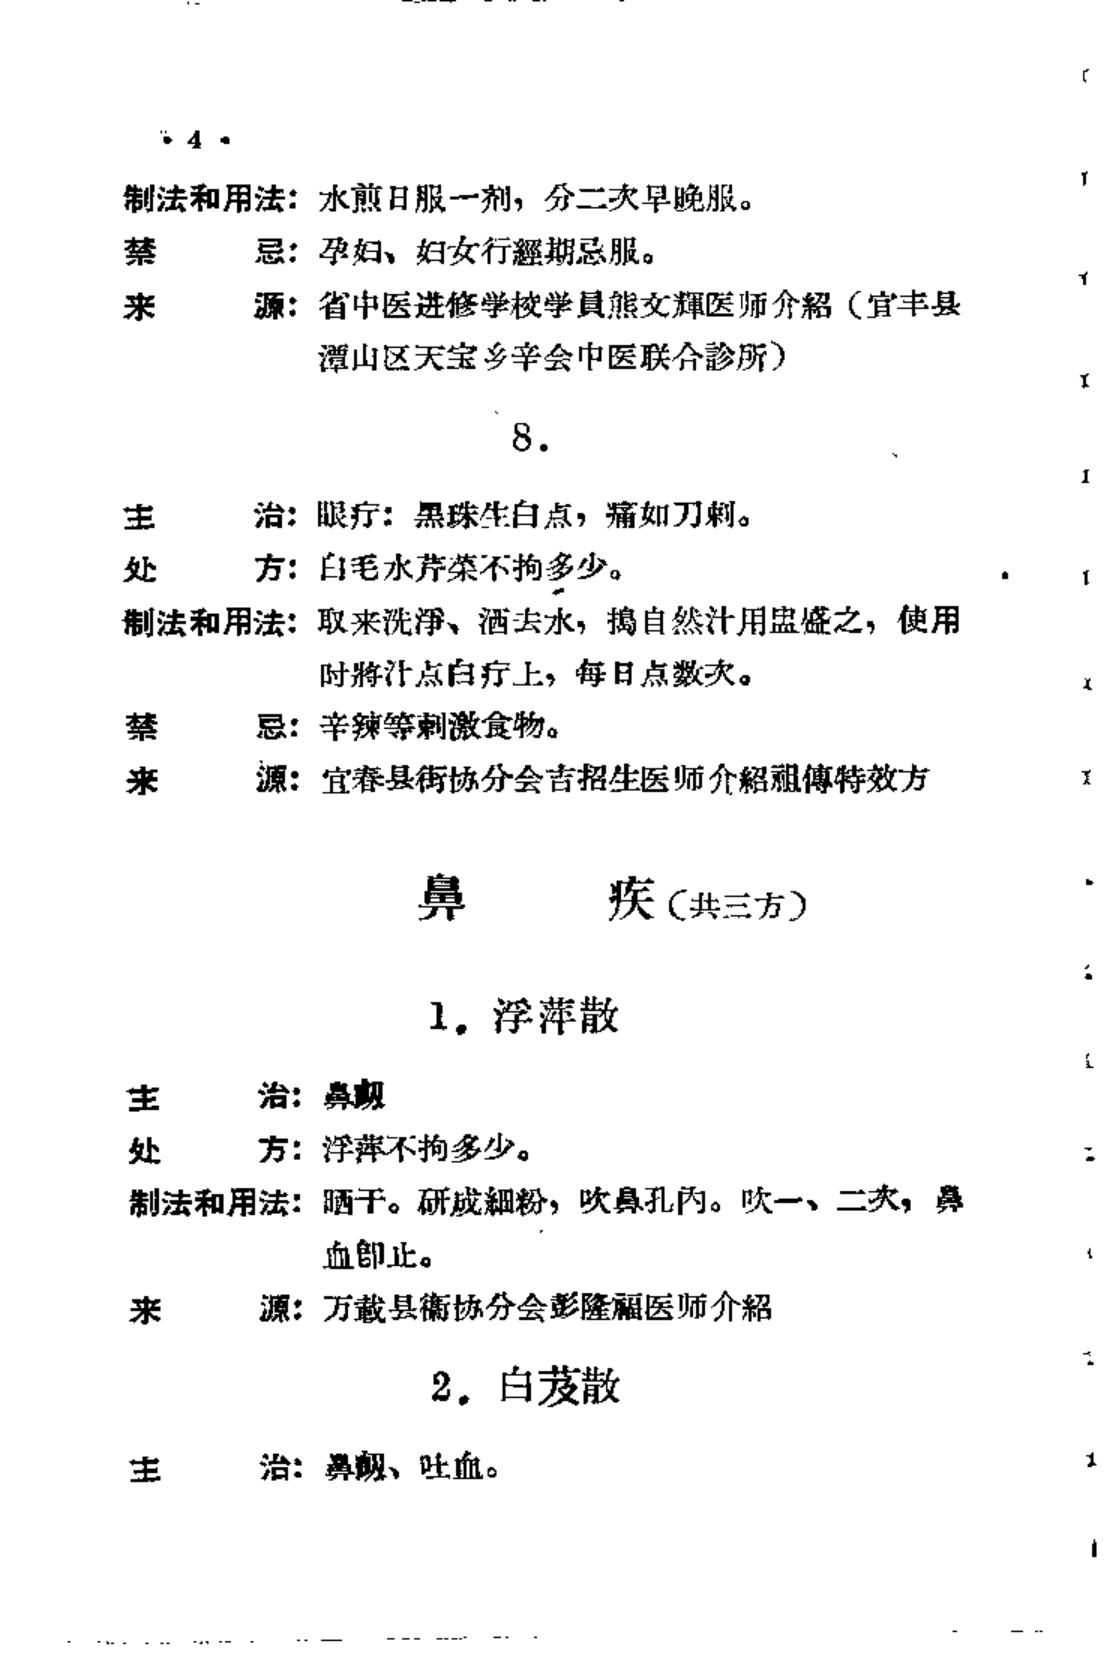 • 4 •
制法和用法：水煎日服一剂，分二次早晚服。
禁 忌：孕妇、妇女行經期忌服。
来 源：省中医进修学校学員熊文輝医师介紹（宜丰县
潭山区天宝乡辛会中医联合診所）
8.
主 治：眼疔：黑珠生白点，痛如刀刺。
处 方：白毛水芹菜不拘多少。
制法和用法：取来洗淨、洒去水，搗自然汁用盅盛之，使用
时將汁点白疔上，每日点数次。
禁 忌：辛辣等刺激食物。
来 源：宜春县衛协分会吉招生医师介紹祖傳特效方
鼻 疾（共三方）
1. 浮萍散
主 治：鼻衄
处 方：浮萍不拘多少。
制法和用法：晒干。研成細粉，吹鼻孔內。吹一、二次，鼻
血卽止。
来 源：万載县衛协分会彭隆福医师介紹
2. 白芨散
主 治：鼻衄、吐血。